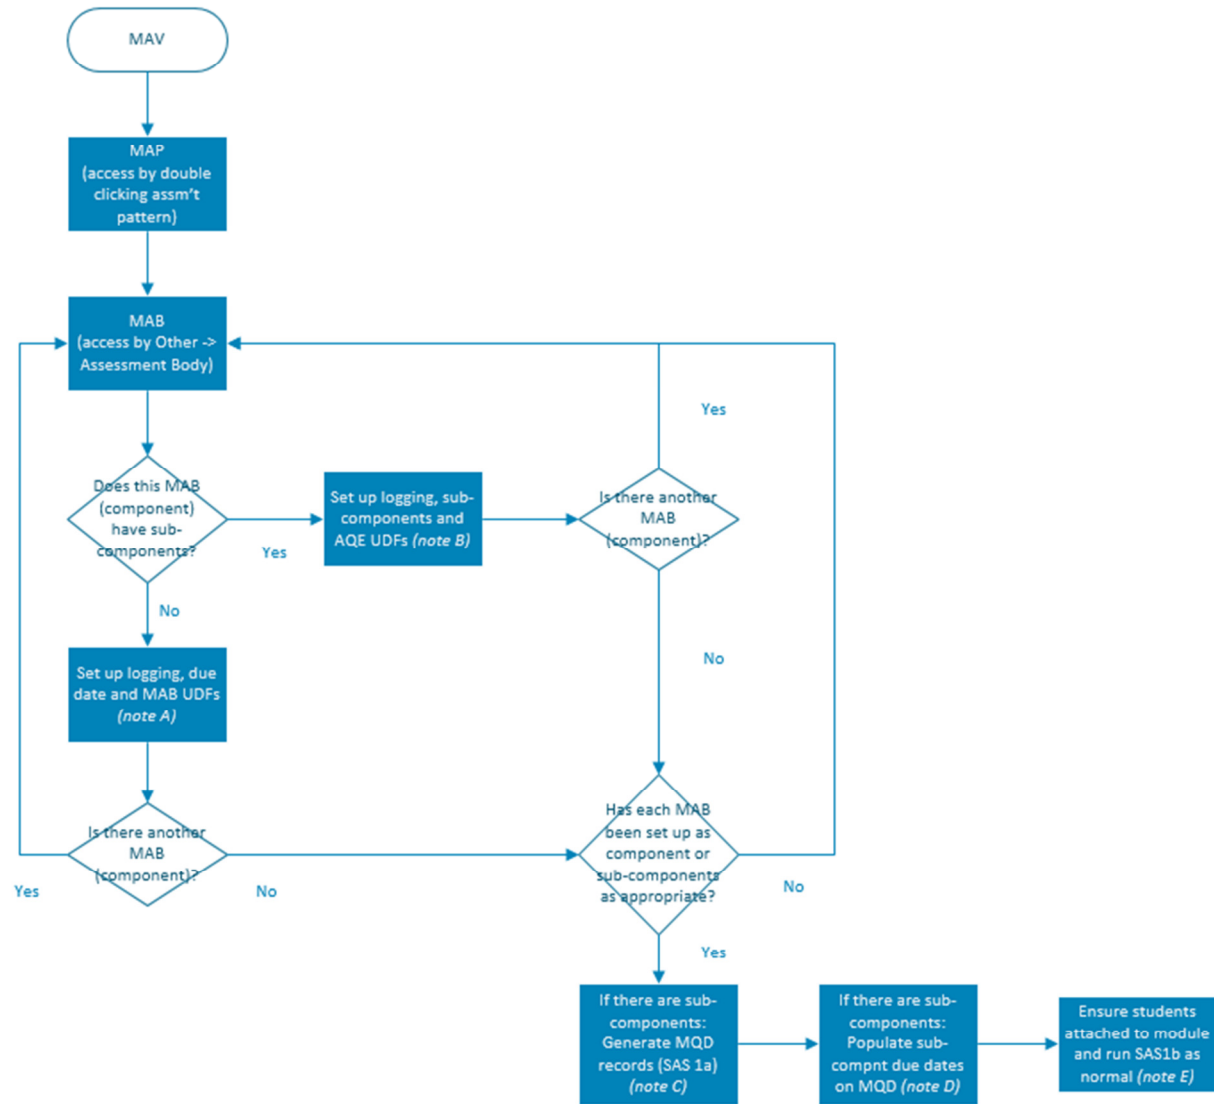 MAV
MAP
(access by double
clicking assm't
pattern)
MAB
(access by Other ->
Assessment Body)
Yes
Does this MAB
(component)
have sub-
components?
Yes
Set up logging, sub-
components and
AQE UDFs (note B)
Is there another
MAB
(component)?
No
No
Set up logging, due
date and MAB UDFs
(note A)
Is there another
MAB
(component)?
Yes
No
Has each MAB
been set up as
component or
sub-components
as appropriate?
No
Yes
If there are sub-
components:
Generate MQD
records (SAS 1a)
(note C)
If there are sub-
components:
Populate sub-
compnt due dates
on MQD (note D)
Ensure students
attached to module
and run SAS1b as
normal (note E)